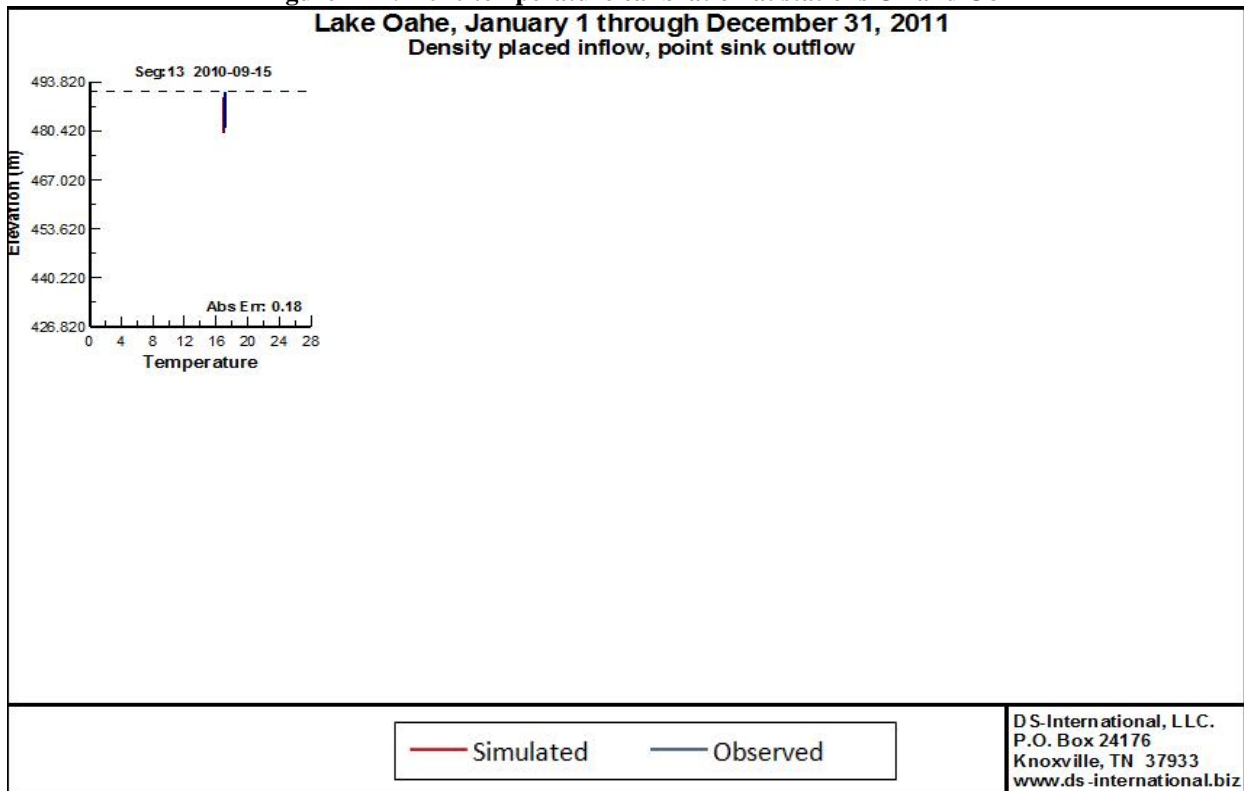 Lake Oahe, January 1 through December 31, 2011
Density placed inflow, point sink outflow
Seg:13 2010-09-15
493.820
480.420
467.020
453.620
440.220
426.820
Elevation (m)
Abs Err: 0.18
0 4 8 12 16 20 24 28
Temperature
Simulated
Observed
DS-International, LLC.
P.O. Box 24176
Knoxville, TN 37933
www.ds-international.biz